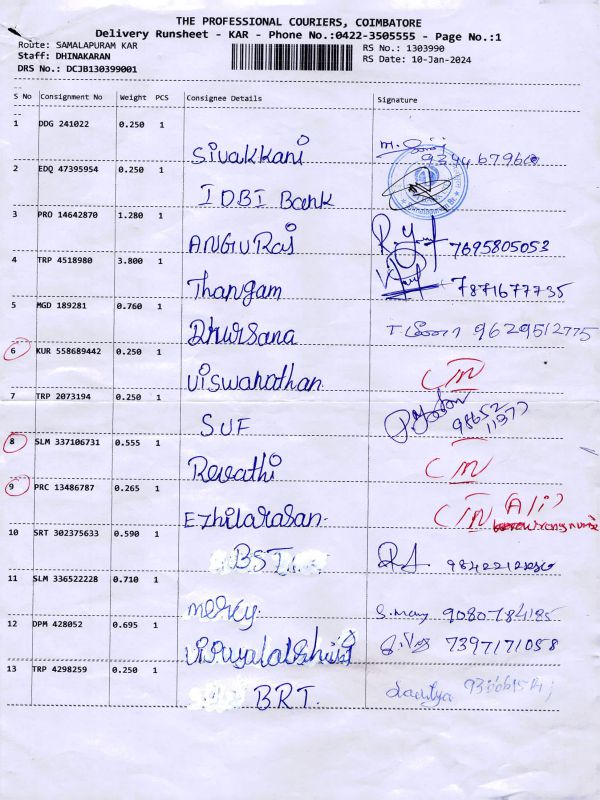 THE PROFESSIONAL COURIERS, COIMBATORE
Delivery Runsheet - KAR - Phone No.:0422-3505555 - Page No.:1
Route: SAMALAPURAM KAR
RS No.: 1303990
Staff: DHINAKARAN
RS Date: 10-Jan-2024
DRS No.: DCJB130399001
S No Consignment No Weight PCS Consignee Details Signature
1 DDG 241022 0.250 1
Sivakkani
2 EDQ 47395954 0.250 1
IDBI Bank
3 PRO 14642870 1.280 1
ANGURaj 7695805053
4 TRP 4518980 3.800 1
Thangam 7871677735
5 MGD 189281 0.760 1
Dhursana 9629512775
6 KUR 558689442 0.250 1
Viswanathan
7 TRP 2073194 0.250 1
SUF 98652
11977
8 SLM 337106731 0.555 1
Revathi
9 PRC 13486787 0.265 1
Ezhilarasan.
10 SRT 302375633 0.590 1
BST
11 SLM 336522228 0.710 1
mercy. S.mary 9080784185
12 DPM 428052 0.695 1
7397171058
13 TRP 4298259 0.250 1
BRT.